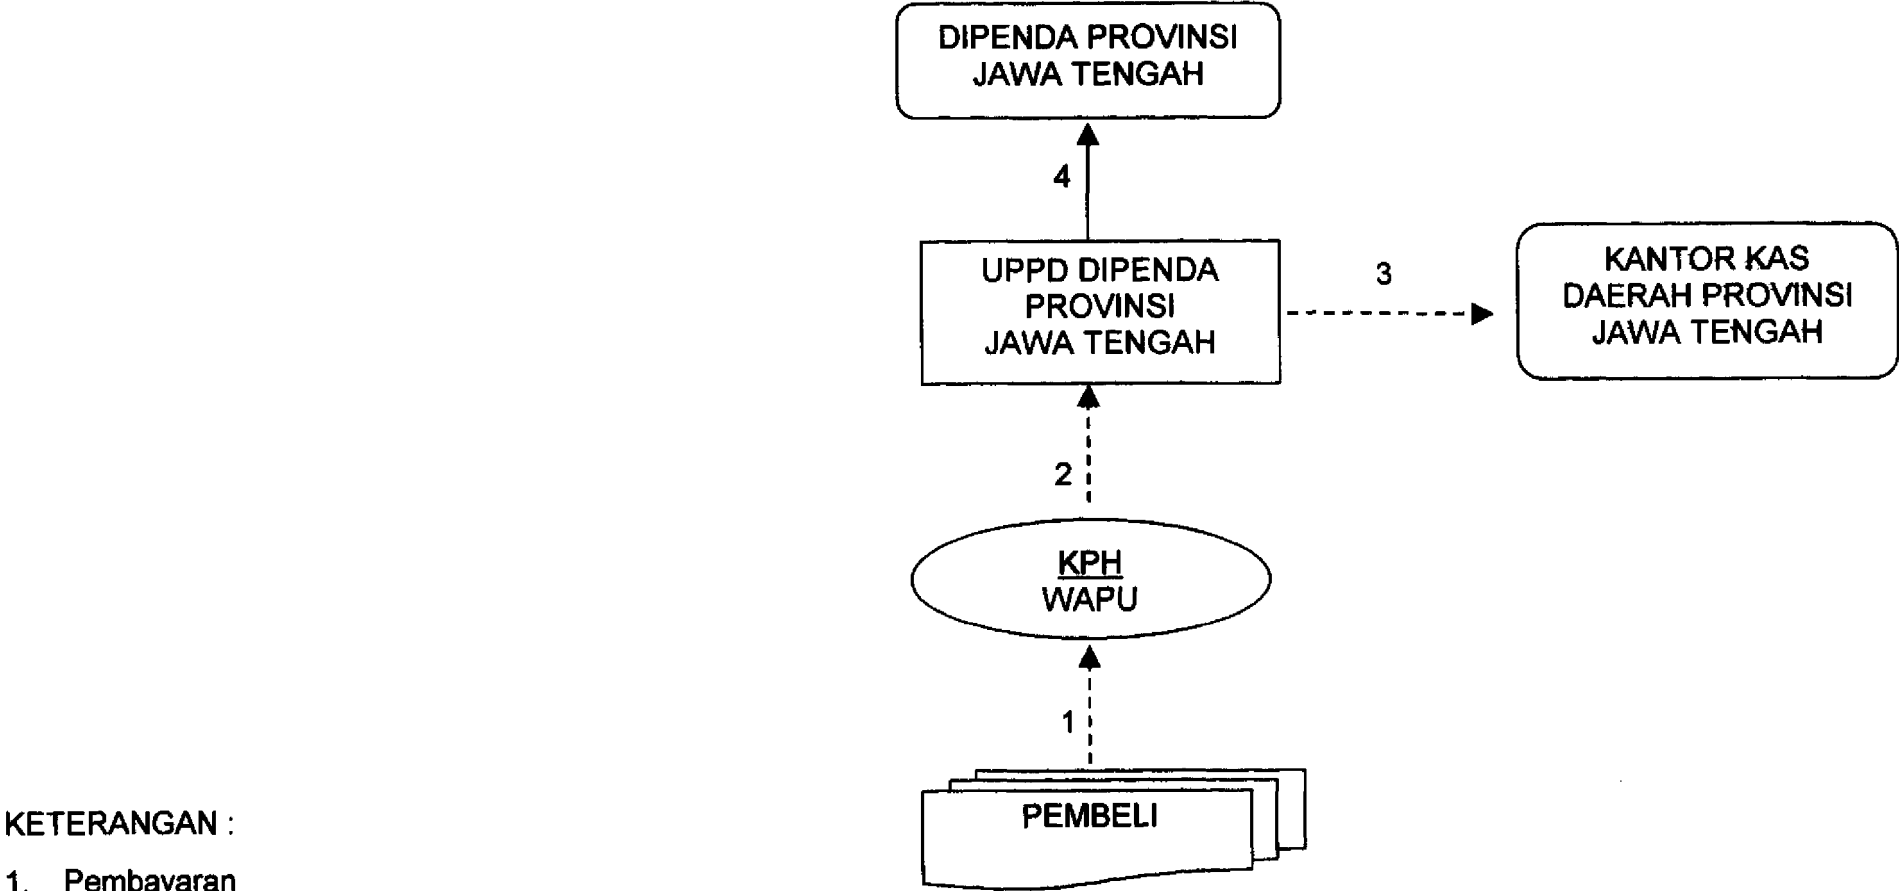 DIPENDA PROVINSI
JAWA TENGAH
4
UPPD DIPENDA
PROVINSI
JAWA TENGAH
3
KANTOR KAS
DAERAH PROVINSI
JAWA TENGAH
2
KPH
WAPU
1
PEMBELI
KETERANGAN :
1. Pembayaran